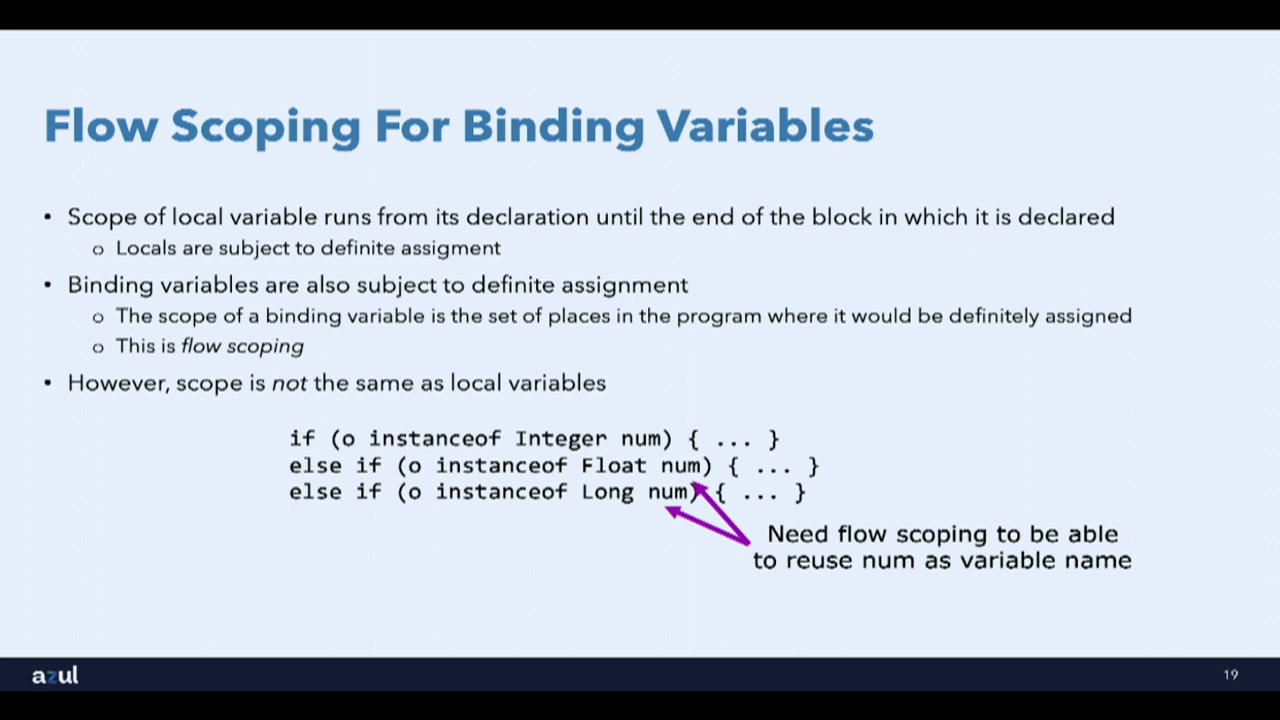 Flow Scoping For Binding Variables
• Scope of local variable runs from its declaration until the end of the block in which it is declared
o Locals are subject to definite assigment
• Binding variables are also subject to definite assignment
o The scope of a binding variable is the set of places in the program where it would be definitely assigned
o This is flow scoping
• However, scope is not the same as local variables
if (o instanceof Integer num) { ... }
else if (o instanceof Float num) { ... }
else if (o instanceof Long num) { ... }
Need flow scoping to be able
to reuse num as variable name
azul
19